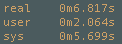 real    0m6.817s
user    0m2.064s
sys     0m5.699s